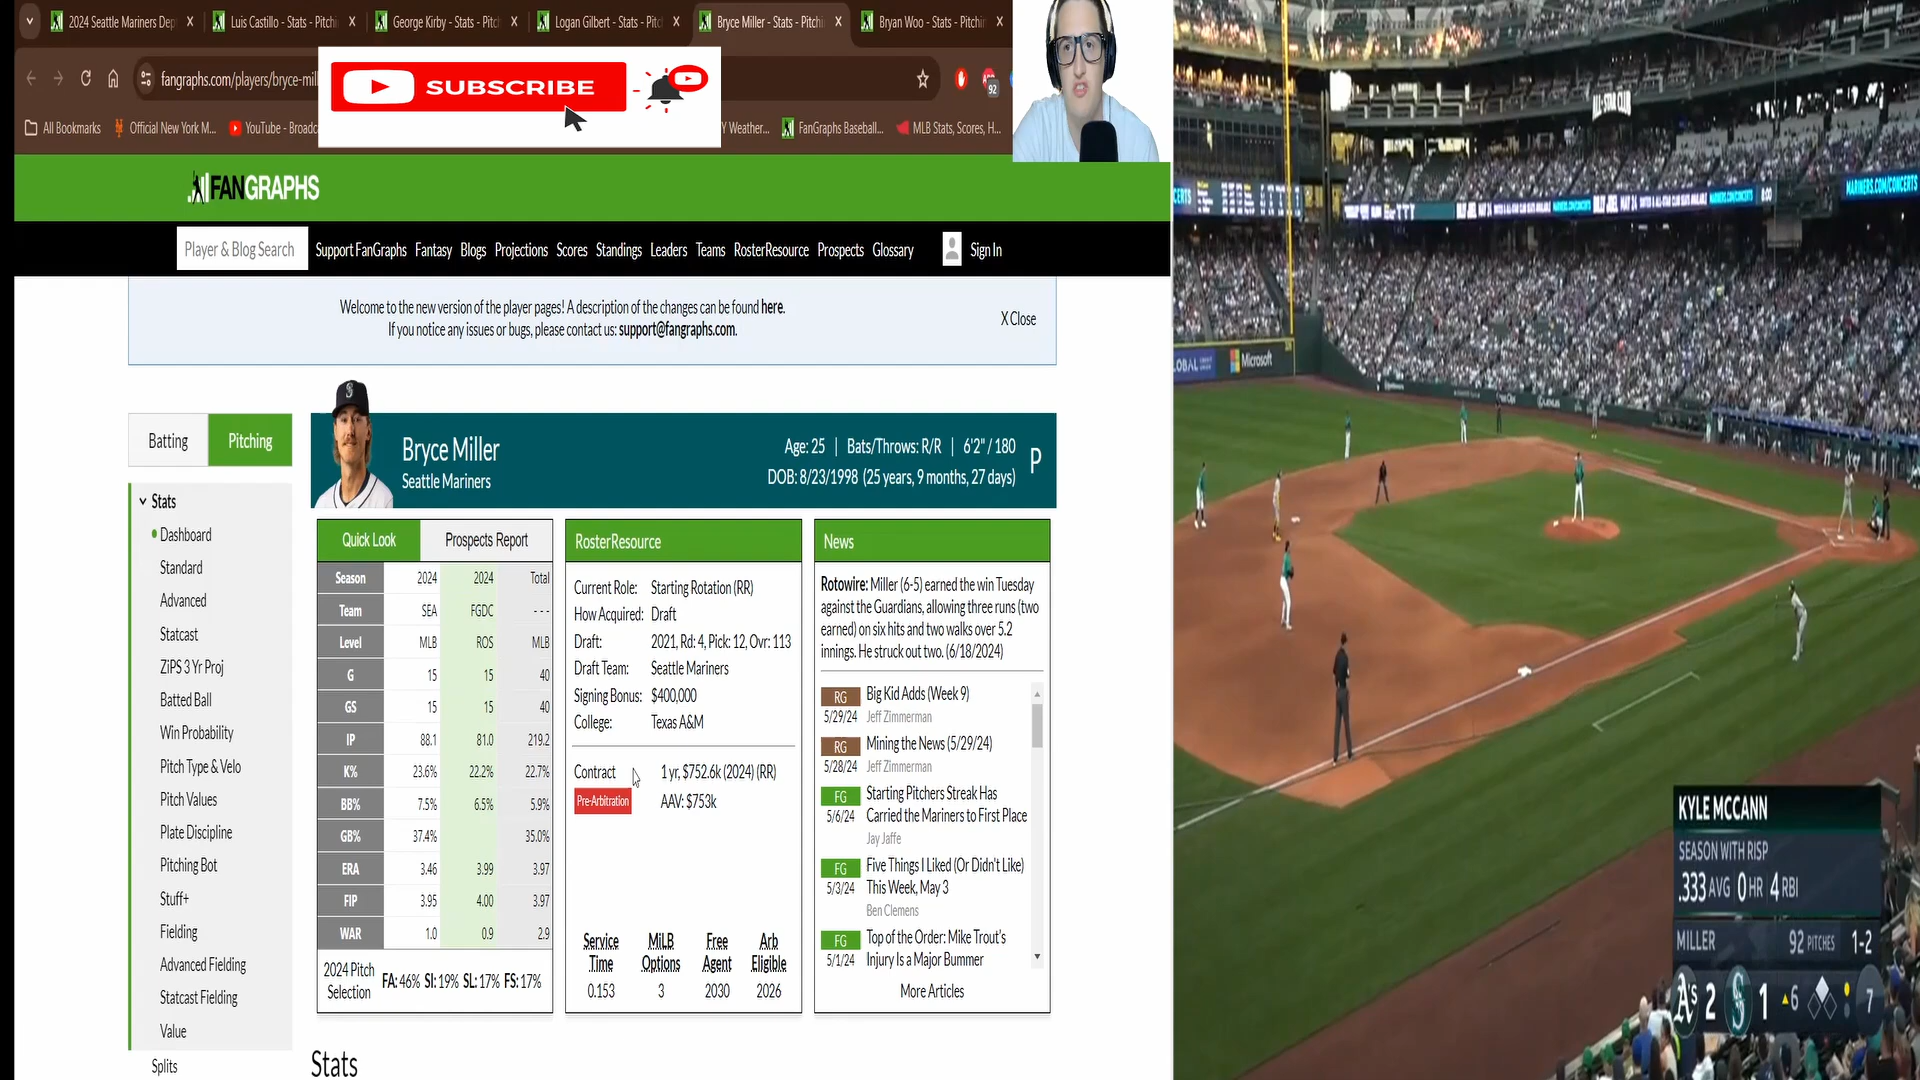 2024 Seattle Mariners Dep
Luis Castillo - Stats - Pitchi
George Kirby - Stats - Pitch
Logan Gilbert - Stats - Pitc
Bryce Miller - Stats - Pitchi
Bryan Woo - Stats - Pitchin
fangraphs.com/players/bryce-mil
SUBSCRIBE
92
All Bookmarks
Official New York M...
YouTube - Broadc
Y Weather...
FanGraphs Baseball...
MLB Stats, Scores, H...
FANGRAPHS
Player & Blog Search
Support FanGraphs Fantasy Blogs Projections Scores Standings Leaders Teams RosterResource Prospects Glossary
Sign In
Welcome to the new version of the player pages! A description of the changes can be found here.
If you notice any issues or bugs, please contact us: support@fangraphs.com.
X Close
Batting
Pitching
Stats
Dashboard
Standard
Advanced
Statcast
ZiPS 3 Yr Proj
Batted Ball
Win Probability
Pitch Type & Velo
Pitch Values
Plate Discipline
Pitching Bot
Stuff+
Fielding
Advanced Fielding
Statcast Fielding
Value
Splits
Bryce Miller
Seattle Mariners
Age: 25 | Bats/Throws: R/R | 6'2" / 180
DOB: 8/23/1998 (25 years, 9 months, 27 days)
P
Quick Look
Prospects Report
Season 2024 2024 Total
Team SEA FGDC - - -
Level MLB ROS MLB
G 15 15 40
GS 15 15 40
IP 88.1 81.0 219.2
K% 23.6% 22.2% 22.7%
BB% 7.5% 6.5% 5.9%
GB% 37.4% 35.0%
ERA 3.46 3.99 3.97
FIP 3.95 4.00 3.97
WAR 1.0 0.9 2.9
2024 Pitch
Selection
FA: 46% SI: 19% SL: 17% FS: 17%
RosterResource
Current Role: Starting Rotation (RR)
How Acquired: Draft
Draft: 2021, Rd: 4, Pick: 12, Ovr: 113
Draft Team: Seattle Mariners
Signing Bonus: $400,000
College: Texas A&M
Contract 1 yr, $752.6k (2024) (RR)
Pre-Arbitration AAV: $753k
Service MiLB Free Arb
Time Options Agent Eligible
0.153 3 2030 2026
News
Rotowire: Miller (6-5) earned the win Tuesday
against the Guardians, allowing three runs (two
earned) on six hits and two walks over 5.2
innings. He struck out two. (6/18/2024)
RG Big Kid Adds (Week 9)
5/29/24 Jeff Zimmerman
RG Mining the News (5/29/24)
5/28/24 Jeff Zimmerman
FG Starting Pitchers Streak Has
5/6/24 Carried the Mariners to First Place
Jay Jaffe
FG Five Things I Liked (Or Didn't Like)
5/3/24 This Week, May 3
Ben Clemens
FG Top of the Order: Mike Trout's
5/1/24 Injury Is a Major Bummer
More Articles
Stats
ALL-STAR CLUB
MARINERS.COM/CONCERTS
OBAL
Microsoft
KYLE MCCANN
SEASON WITH RISP
.333 AVG 0 HR 4 RBI
MILLER 92 PITCHES 1-2
A's 2 S 1 6 7